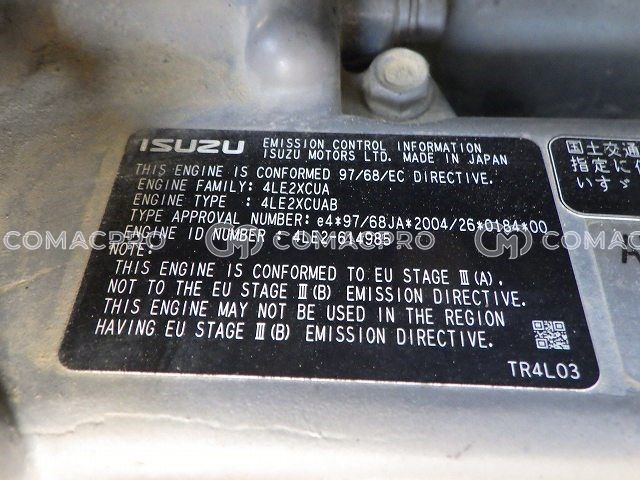 ISUZU EMISSION CONTROL INFORMATION
ISUZU MOTORS LTD. MADE IN JAPAN
THIS ENGINE IS CONFORMED 97/68/EC DIRECTIVE.
ENGINE FAMILY: 4LE2XCUA
ENGINE TYPE : 4LE2XCUAB
TYPE APPROVAL NUMBER: e4*97/68JA*2004/26*0184*00
ENGINE ID NUMBER : 4LE2-614985
NOTE:
THIS ENGINE IS CONFORMED TO EU STAGE Ⅲ(A),
NOT TO THE EU STAGE Ⅲ(B) EMISSION DIRECTIVE.
THIS ENGINE MAY NOT BE USED IN THE REGION
HAVING EU STAGE Ⅲ(B) EMISSION DIRECTIVE.
TR4L03
国土交通
指定に
いすゞ
COMACPRO COMACPRO COMACPRO